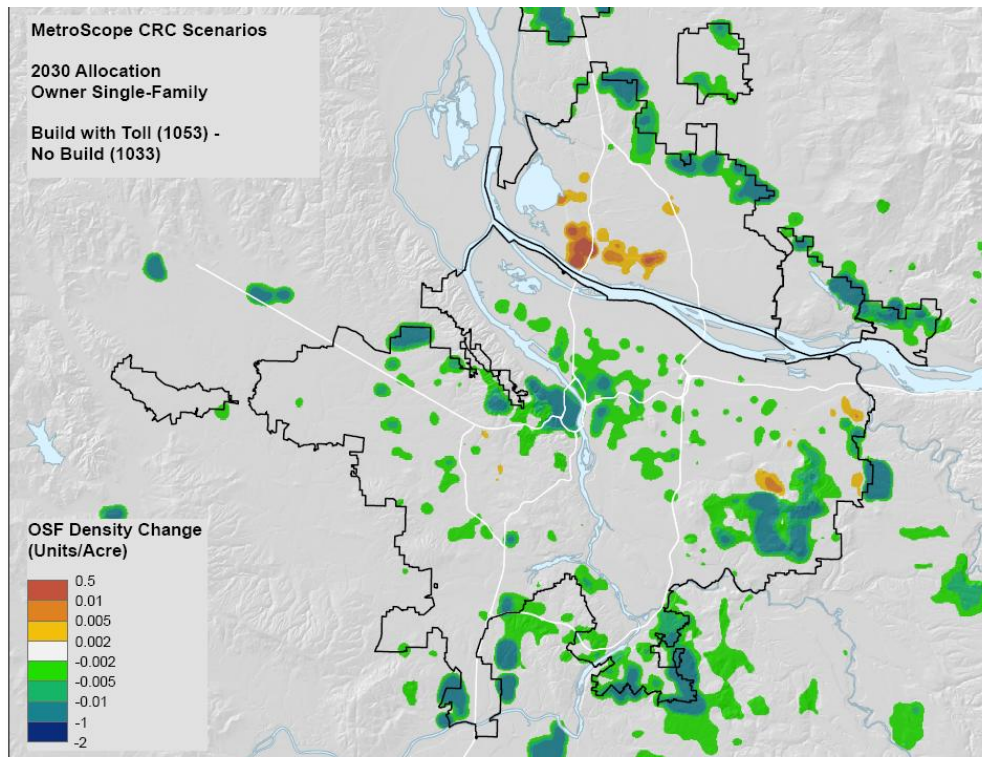 MetroScope CRC Scenarios
2030 Allocation
Owner Single-Family
Build with Toll (1053) -
No Build (1033)
OSF Density Change
(Units/Acre)
0.5
0.01
0.005
0.002
-0.002
-0.005
-0.01
-1
-2